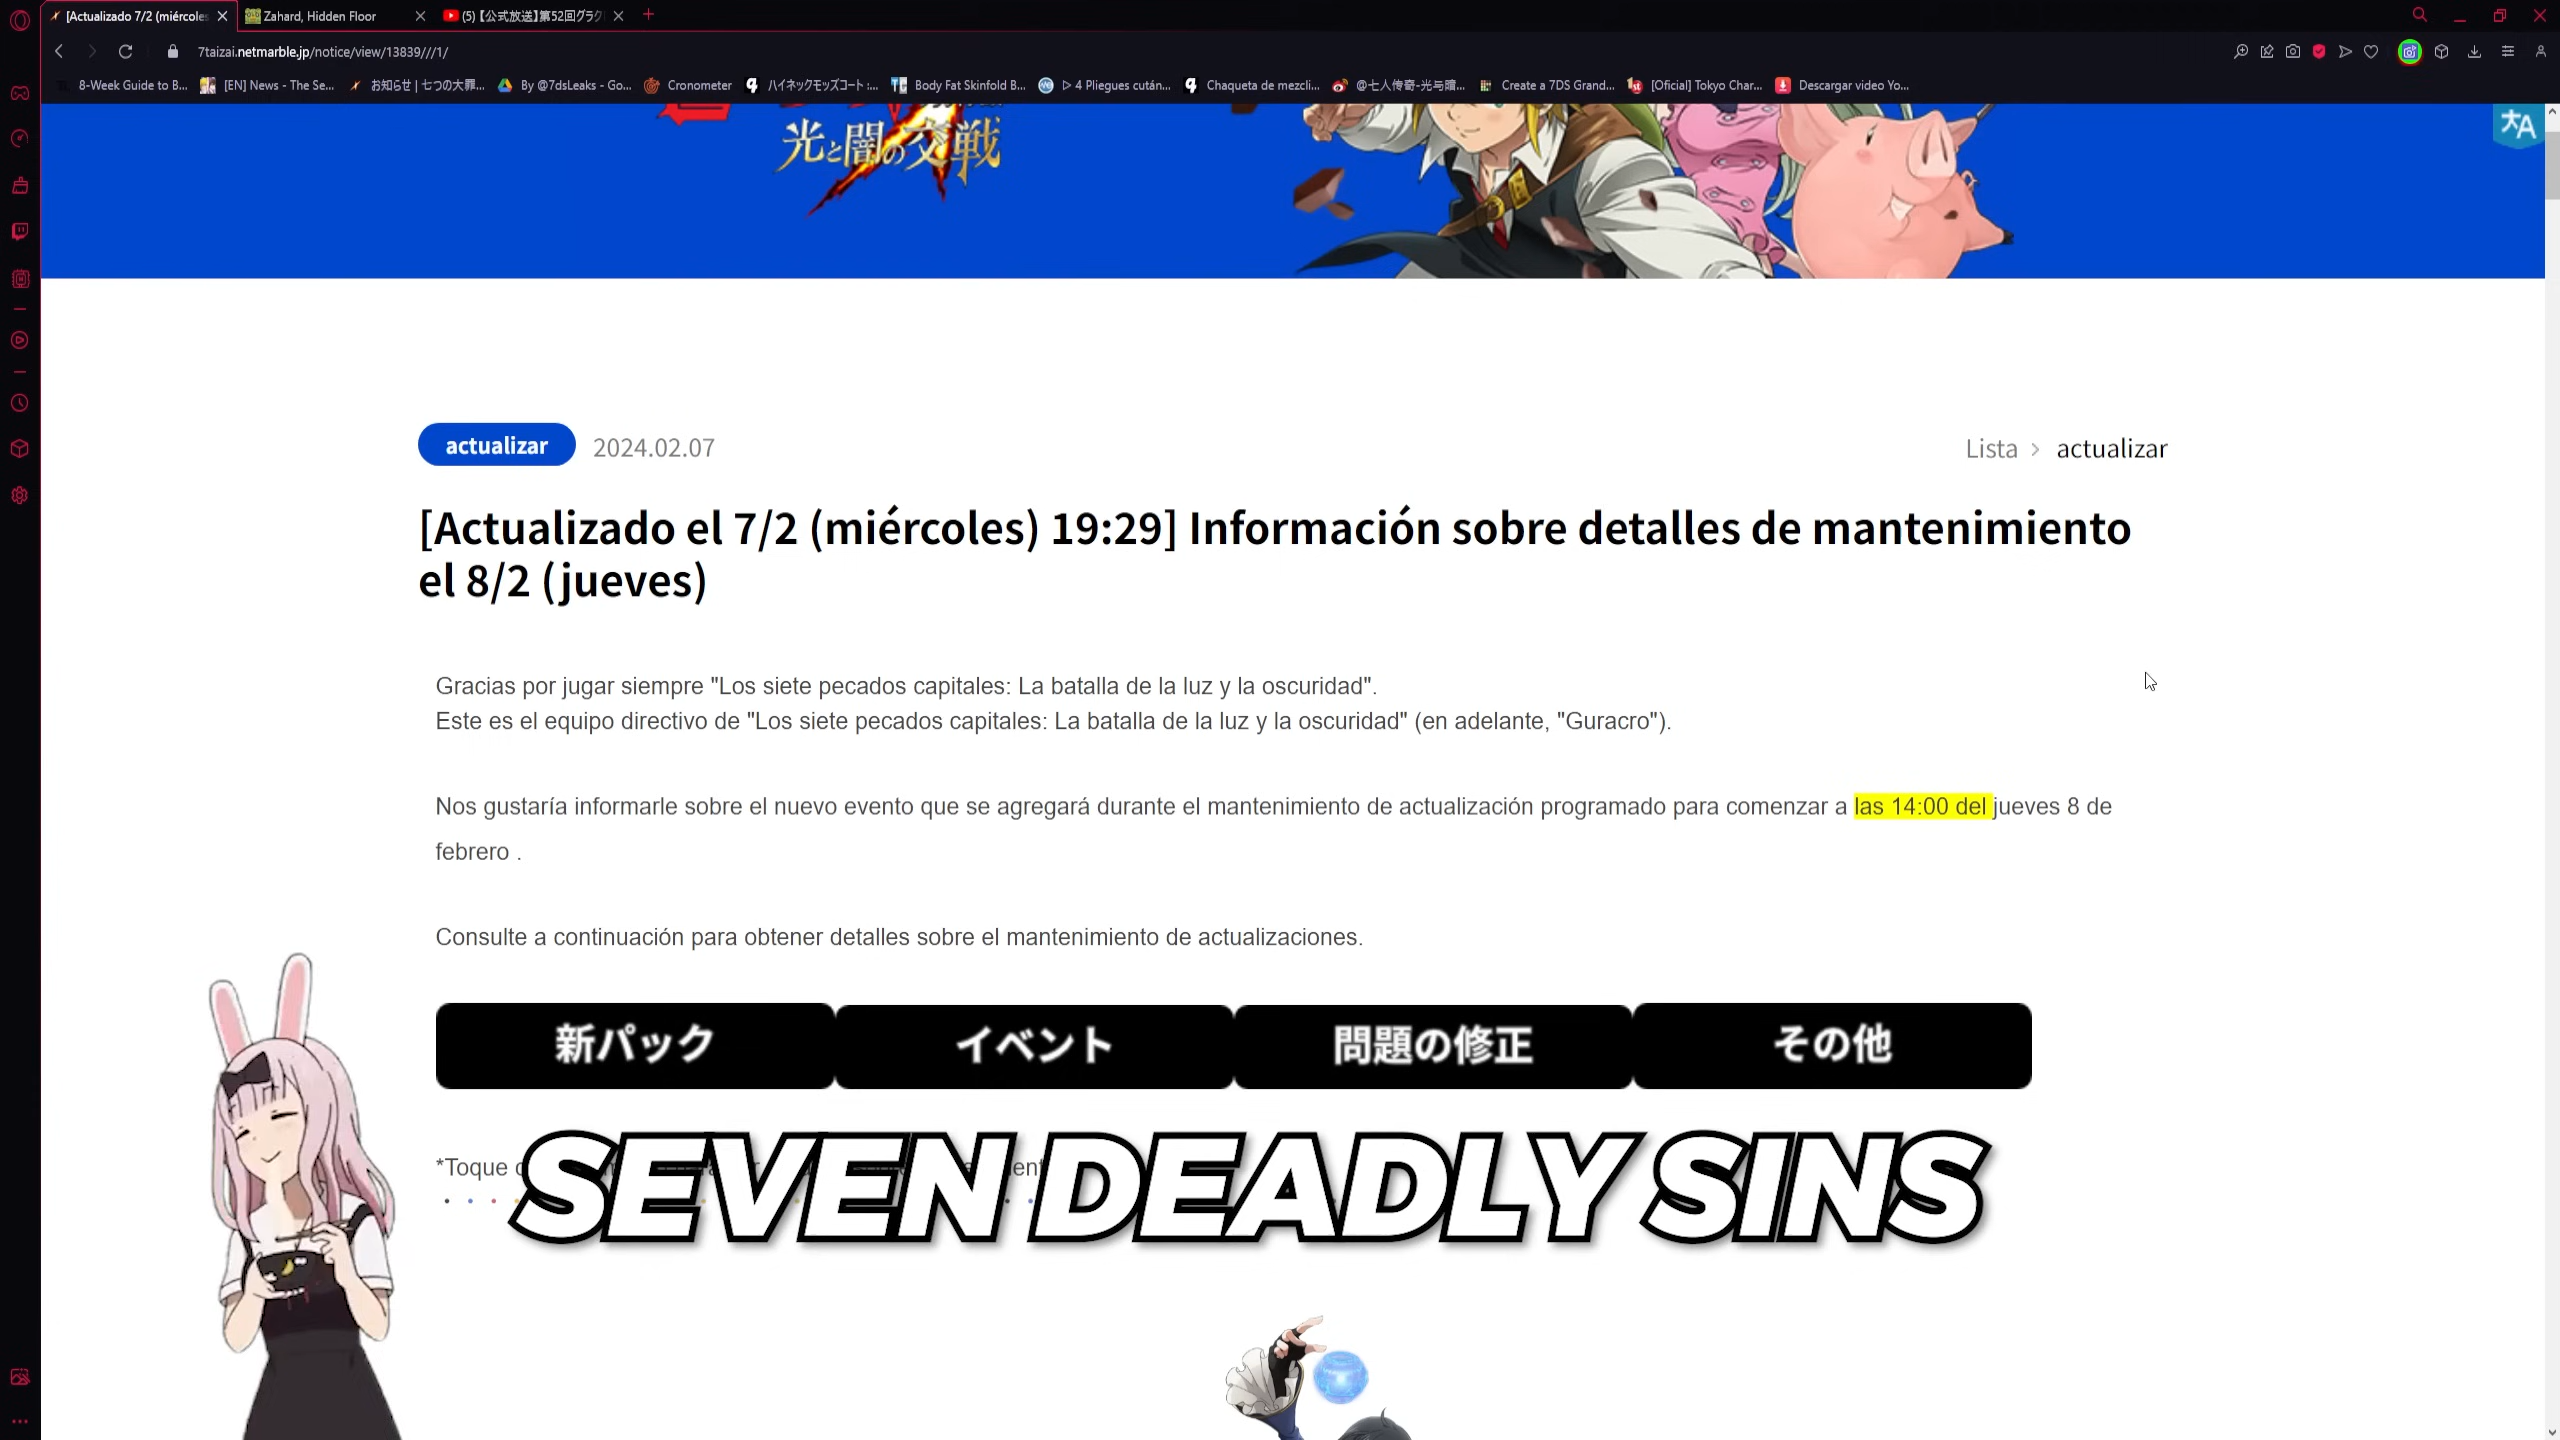 [Actualizado 7/2 (miércoles
Zahard, Hidden Floor
(5) 【公式放送】第52回グラク
7taizai.netmarble.jp/notice/view/13839///1/
8-Week Guide to B...
[EN] News - The Se...
お知らせ | 七つの大罪...
By @7dsLeaks - Go...
Cronometer
ハイネックモッズコート :...
Body Fat Skinfold B...
▷ 4 Pliegues cután...
Chaqueta de mezcli...
@七人传奇-光与暗...
Create a 7DS Grand...
[Oficial] Tokyo Char...
Descargar video Yo...
光と闇の交戦
actualizar 2024.02.07
Lista > actualizar
[Actualizado el 7/2 (miércoles) 19:29] Información sobre detalles de mantenimiento
el 8/2 (jueves)
Gracias por jugar siempre "Los siete pecados capitales: La batalla de la luz y la oscuridad".
Este es el equipo directivo de "Los siete pecados capitales: La batalla de la luz y la oscuridad" (en adelante, "Guracro").
Nos gustaría informarle sobre el nuevo evento que se agregará durante el mantenimiento de actualización programado para comenzar a las 14:00 del jueves 8 de
febrero .
Consulte a continuación para obtener detalles sobre el mantenimiento de actualizaciones.
新パック
イベント
問題の修正
その他
*Toque
SEVEN DEADLY SINS